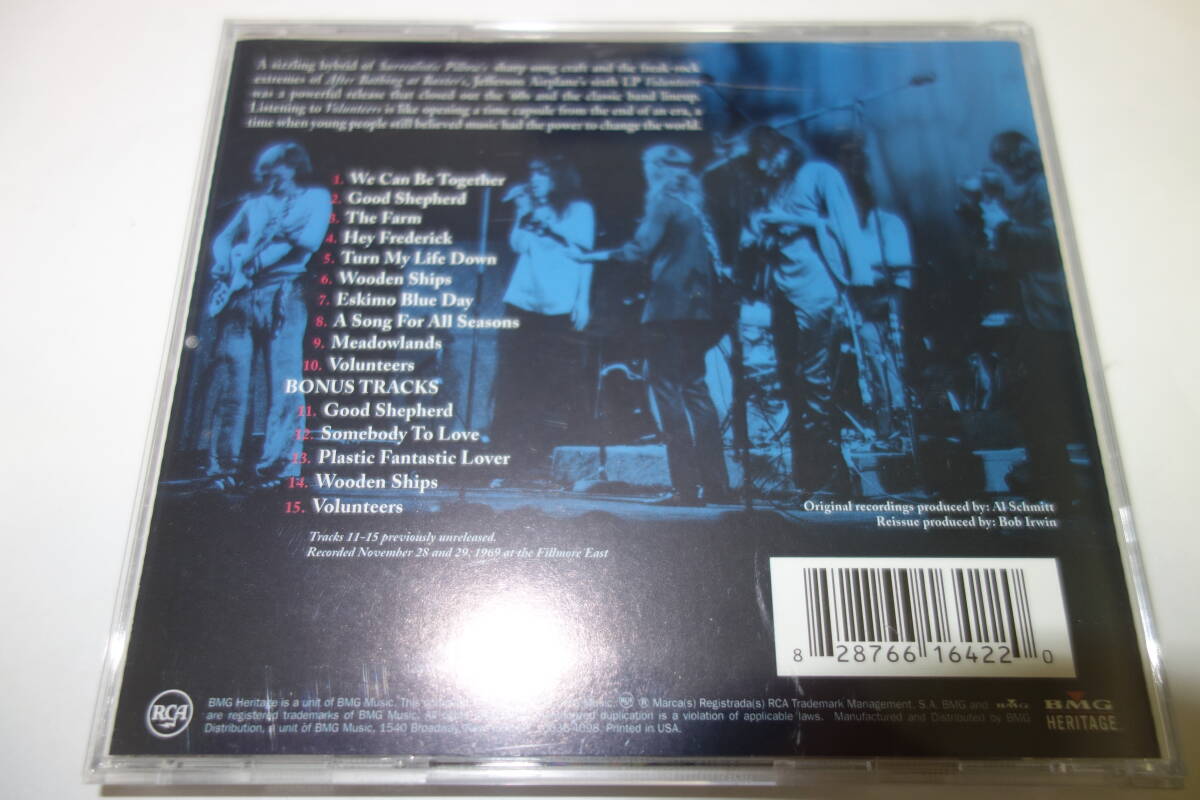 A sizzling hybrid of Surrealistic Pillow's sharp song craft and the freak-rock
extremes of After Bathing at Baxter's, Jefferson Airplane's sixth LP Volunteers
was a powerful release that closed out the '60s and the classic band lineup.
Listening to Volunteers is like opening a time capsule from the end of an era, a
time when young people still believed music had the power to change the world.
1. We Can Be Together
2. Good Shepherd
3. The Farm
4. Hey Frederick
5. Turn My Life Down
6. Wooden Ships
7. Eskimo Blue Day
8. A Song For All Seasons
9. Meadowlands
10. Volunteers
BONUS TRACKS
11. Good Shepherd
12. Somebody To Love
13. Plastic Fantastic Lover
14. Wooden Ships
15. Volunteers
Tracks 11-15 previously unreleased.
Recorded November 28 and 29, 1969 at the Fillmore East
Original recordings produced by: Al Schmitt
Reissue produced by: Bob Irwin
8 28766 16422 0
RCA
BMG Heritage is a unit of BMG Music. Music. ® Marca(s) Registrada(s) RCA Trademark Management, S.A. BMG and BMG
are registered trademarks of BMG Music. duplication is a violation of applicable laws. Manufactured and Distributed by BMG
Distribution, a unit of BMG Music, 1540 Broadway, Printed in USA.
BMG
HERITAGE